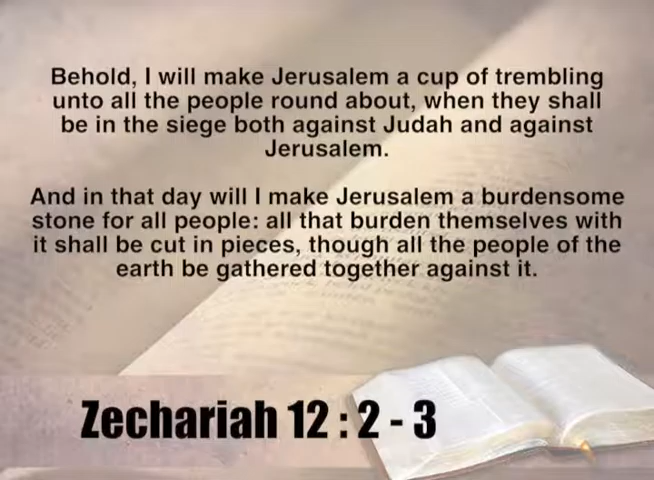 Behold, I will make Jerusalem a cup of trembling
unto all the people round about, when they shall
be in the siege both against Judah and against
Jerusalem.
And in that day will I make Jerusalem a burdensome
stone for all people: all that burden themselves with
it shall be cut in pieces, though all the people of the
earth be gathered together against it.
Zechariah 12 : 2 - 3